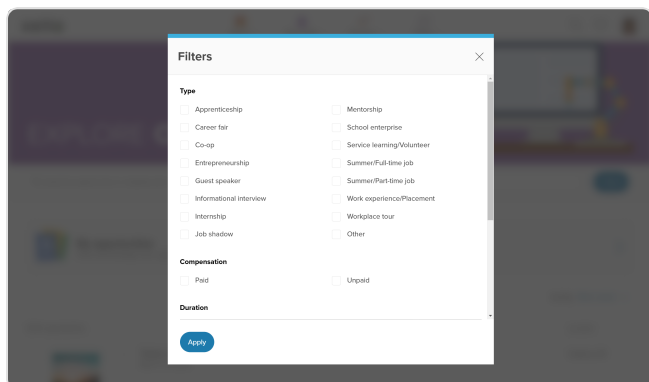 EXPLORE
Filters
Type
Apprenticeship
Mentorship
Career fair
School enterprise
Co-op
Service learning/Volunteer
Entrepreneurship
Summer/Full-time job
Guest speaker
Summer/Part-time job
Informational interview
Work experience/Placement
Internship
Workplace tour
Job shadow
Other
Compensation
Paid
Unpaid
Duration
Apply